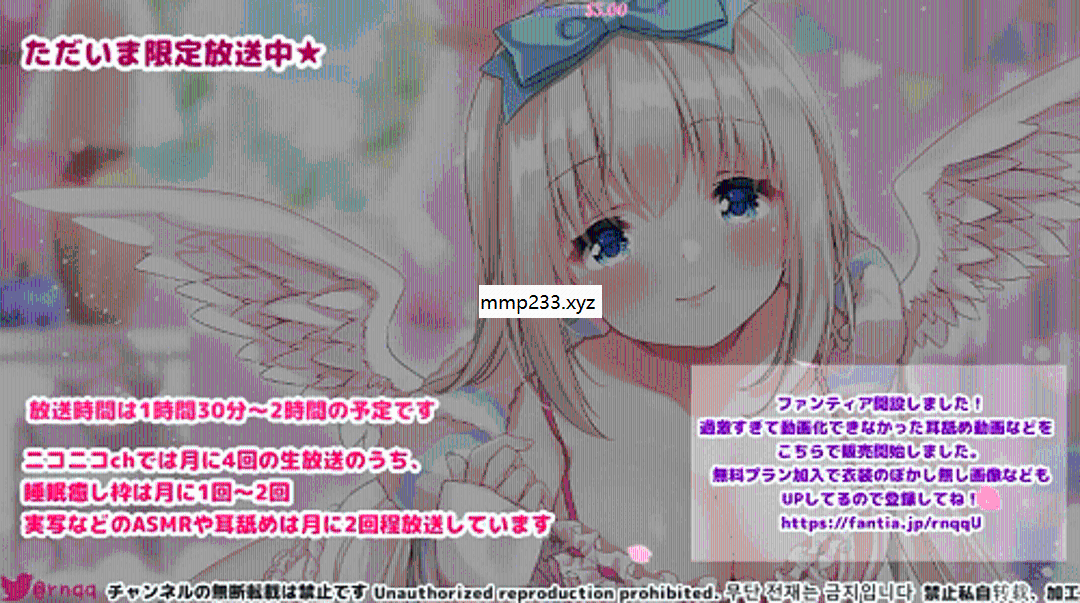 $3.00
ただいま限定放送中★
mmp233.xyz
放送時間は1時間30分～2時間の予定です
ニコニコchでは月に4回の生放送のうち、
睡眠癒し枠は月に1回～2回
実写などのASMRや耳舐めは月に2回程放送しています
ファンティア開設しました！
過激すぎて動画化できなかった耳舐め動画などを
こちらで販売開始しました。
無料プラン加入で衣装のぼかし無し画像なども
UPしてるので登録してね！
https://fantia.jp/rnqqU
@rnqq チャンネルの無断転載は禁止です Unauthorized reproduction prohibited. 무단 전재는 금지입니다 禁止私自转载、加工